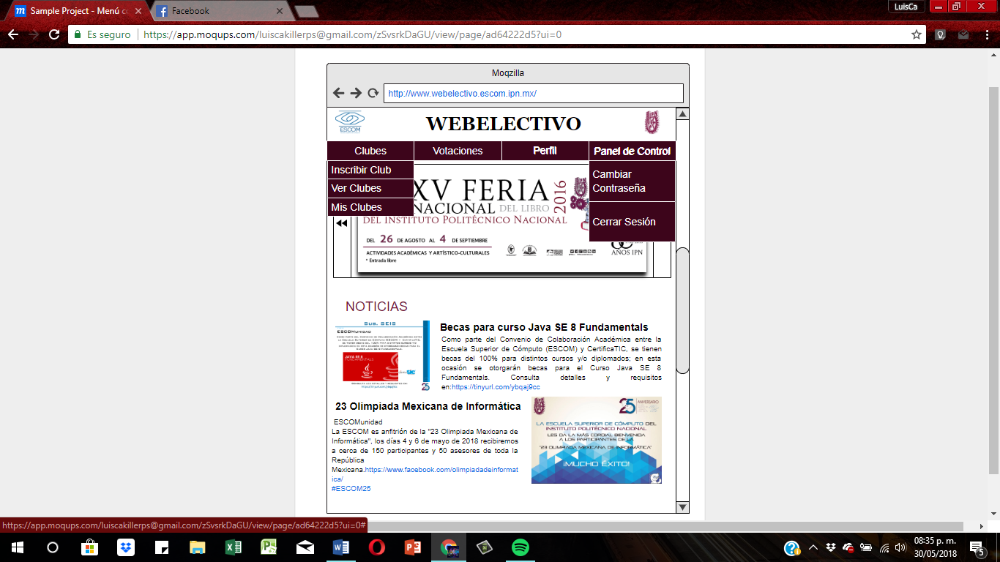 Sample Project - Menú c
Facebook
LuisCa
Es seguro
https://app.moqups.com/luiscakillerps@gmail.com/zSvsrkDaGU/view/page/ad64222d5?ui=0
Moqzilla
http://www.webelectivo.escom.ipn.mx/
ESCOM
WEBELECTIVO
Clubes
Votaciones
Perfil
Panel de Control
Inscribir Club
Ver Clubes
Mis Clubes
Cambiar
Contraseña
Cerrar Sesión
XV FERIA
NACIONAL DEL LIBRO
2016
DEL INSTITUTO POLITÉCNICO NACIONAL
DEL 26 DE AGOSTO AL 4 DE SEPTIEMBRE
ACTIVIDADES ACADÉMICAS Y ARTÍSTICO-CULTURALES
* Entrada libre
AÑOS IPN
NOTICIAS
SUB. SEIS
ESCOMunidad
JAVA SE 8
FUNDAMENTALS
25
Becas para curso Java SE 8 Fundamentals
Como parte del Convenio de Colaboración Académica entre la
Escuela Superior de Cómputo (ESCOM) y CertificaTIC, se tienen
becas del 100% para distintos cursos y/o diplomados; en esta
ocasión se otorgarán becas para el Curso Java SE 8
Fundamentals. Consulta detalles y requisitos
en:https://tinyurl.com/ybqaj9cc
23 Olimpiada Mexicana de Informática
ESCOMunidad
La ESCOM es anfitrión de la "23 Olimpiada Mexicana de
Informática", los días 4 y 6 de mayo de 2018 recibiremos
a cerca de 150 participantes y 50 asesores de toda la
República
Mexicana.https://www.facebook.com/olimpiadadeinformat
ica/
#ESCOM25
25 ANIVERSARIO
LA ESCUELA SUPERIOR DE CÓMPUTO DEL
INSTITUTO POLITÉCNICO NACIONAL
LES DA LA MÁS CORDIAL BIENVENIDA
A LOS PARTICIPANTES DE LA
"23 OLIMPIADA MEXICANA DE INFORMÁTICA"
¡MUCHO ÉXITO!
https://app.moqups.com/luiscakillerps@gmail.com/zSvsrkDaGU/view/page/ad64222d5?ui=0#
08:35 p. m.
30/05/2018
5